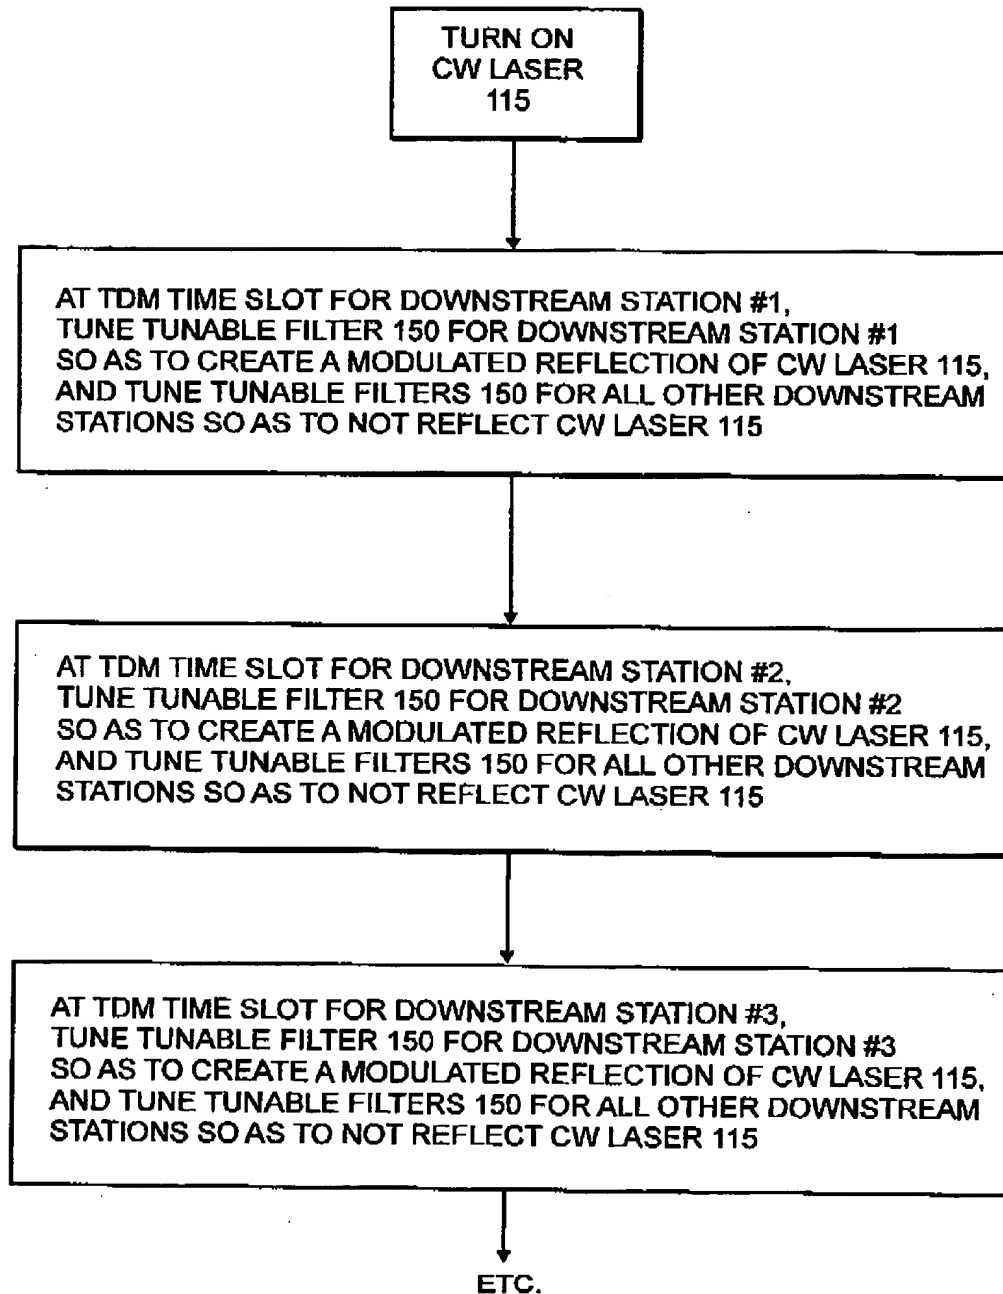 TURN ON
CW LASER
115
AT TDM TIME SLOT FOR DOWNSTREAM STATION #1,
TUNE TUNABLE FILTER 150 FOR DOWNSTREAM STATION #1
SO AS TO CREATE A MODULATED REFLECTION OF CW LASER 115,
AND TUNE TUNABLE FILTERS 150 FOR ALL OTHER DOWNSTREAM
STATIONS SO AS TO NOT REFLECT CW LASER 115
AT TDM TIME SLOT FOR DOWNSTREAM STATION #2,
TUNE TUNABLE FILTER 150 FOR DOWNSTREAM STATION #2
SO AS TO CREATE A MODULATED REFLECTION OF CW LASER 115,
AND TUNE TUNABLE FILTERS 150 FOR ALL OTHER DOWNSTREAM
STATIONS SO AS TO NOT REFLECT CW LASER 115
AT TDM TIME SLOT FOR DOWNSTREAM STATION #3,
TUNE TUNABLE FILTER 150 FOR DOWNSTREAM STATION #3
SO AS TO CREATE A MODULATED REFLECTION OF CW LASER 115,
AND TUNE TUNABLE FILTERS 150 FOR ALL OTHER DOWNSTREAM
STATIONS SO AS TO NOT REFLECT CW LASER 115
ETC.